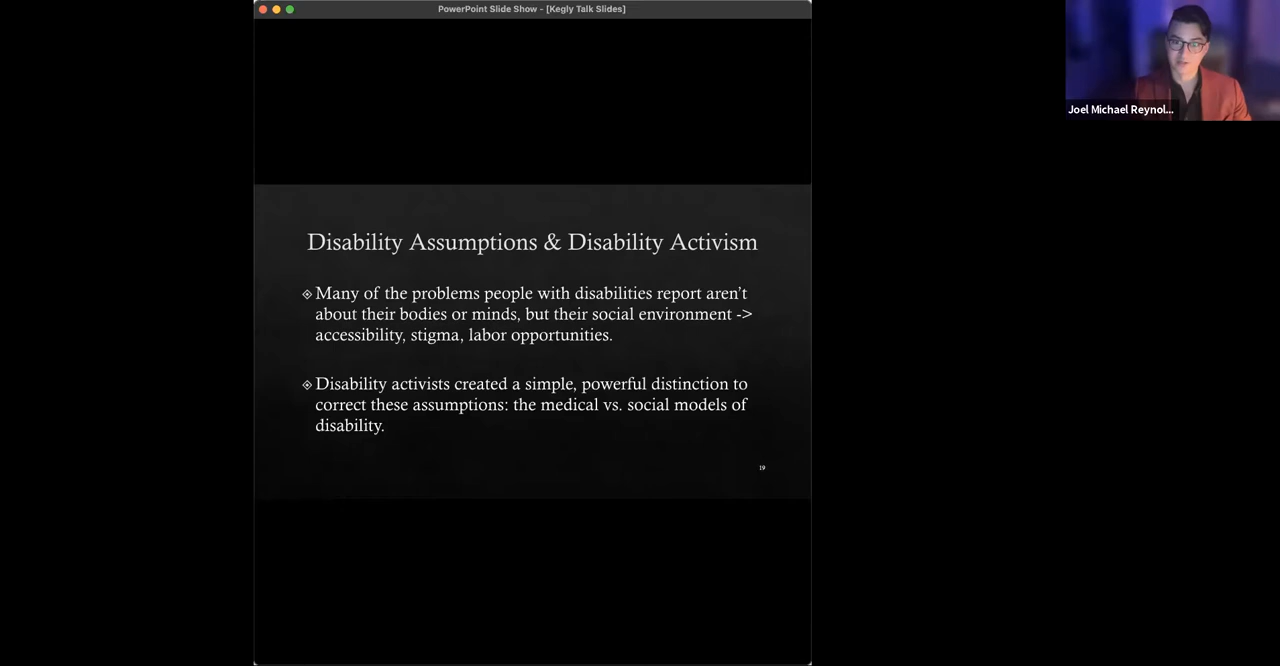 PowerPoint Slide Show - [Kegly Talk Slides]
Joel Michael Reynol...
Disability Assumptions & Disability Activism
Many of the problems people with disabilities report aren't
about their bodies or minds, but their social environment ->
accessibility, stigma, labor opportunities.
Disability activists created a simple, powerful distinction to
correct these assumptions: the medical vs. social models of
disability.
19